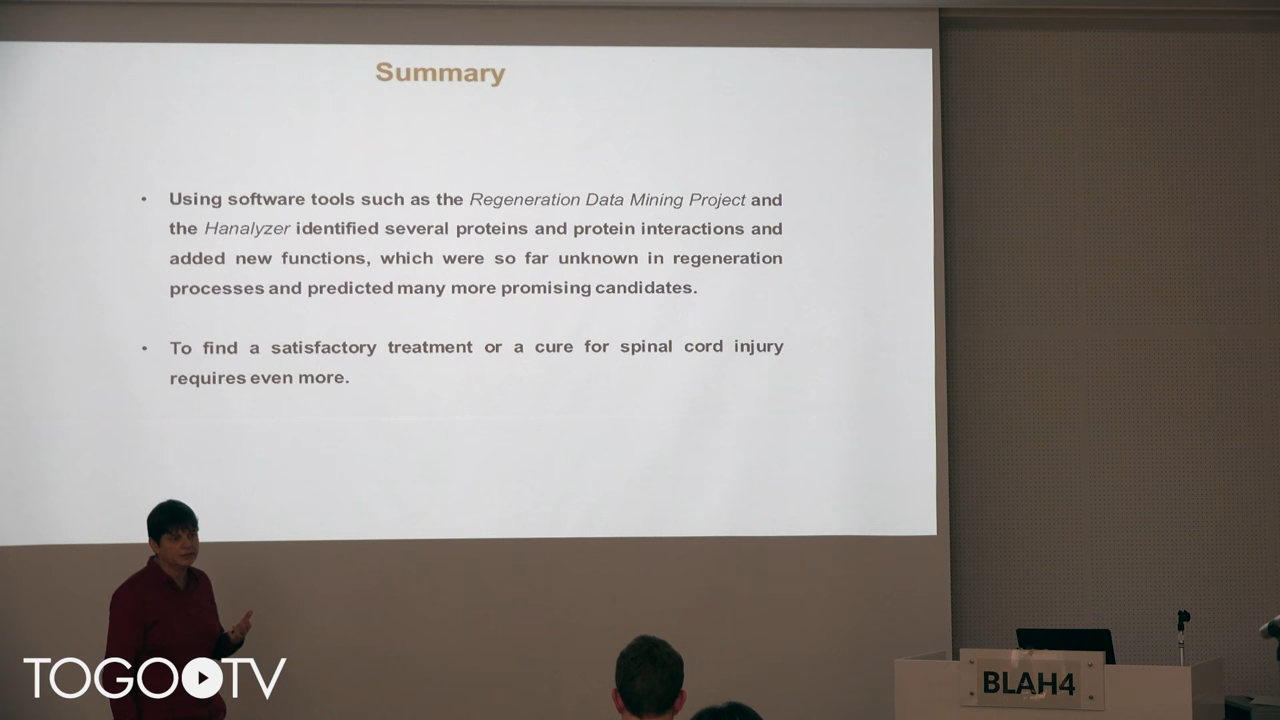 Summary
• Using software tools such as the Regeneration Data Mining Project and
the Hanalyzer identified several proteins and protein interactions and
added new functions, which were so far unknown in regeneration
processes and predicted many more promising candidates.
• To find a satisfactory treatment or a cure for spinal cord injury
requires even more.
TOGOTV
BLAH4